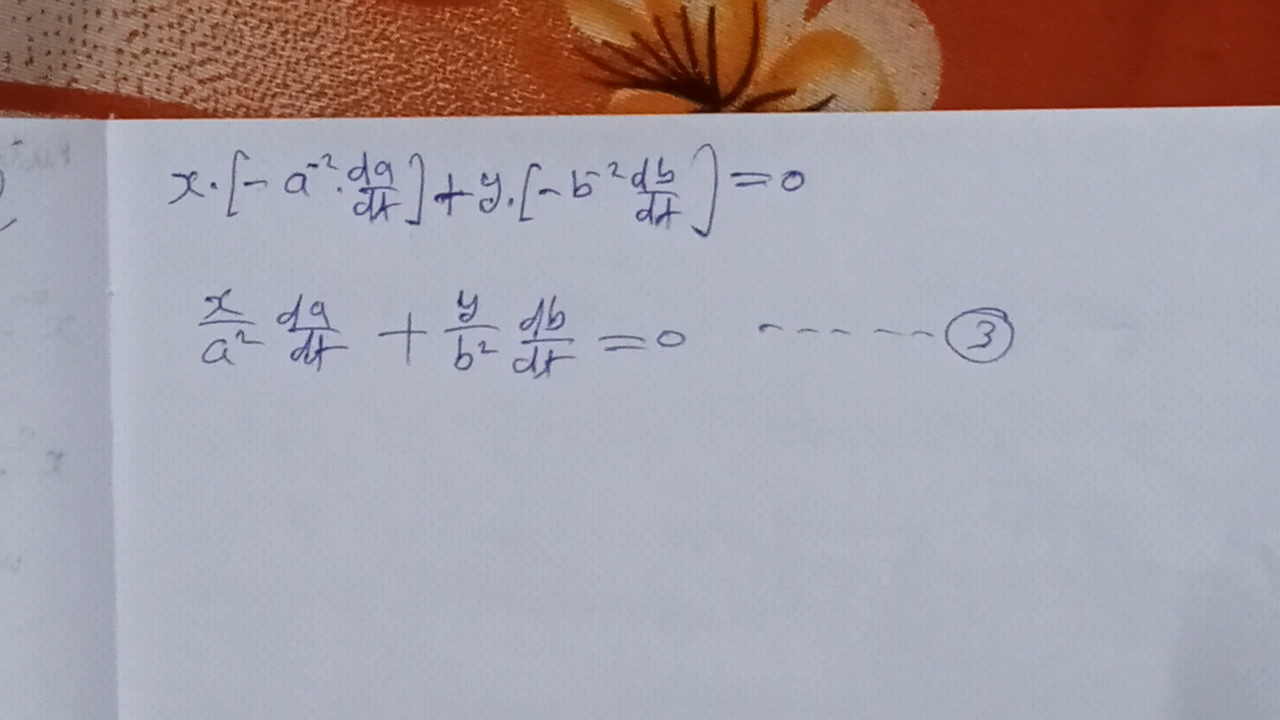 x·[-a⁻²·da/dt]+y·[-b⁻² db/dt]=0
x/a² da/dt + y/b² db/dt =0 ------ ③